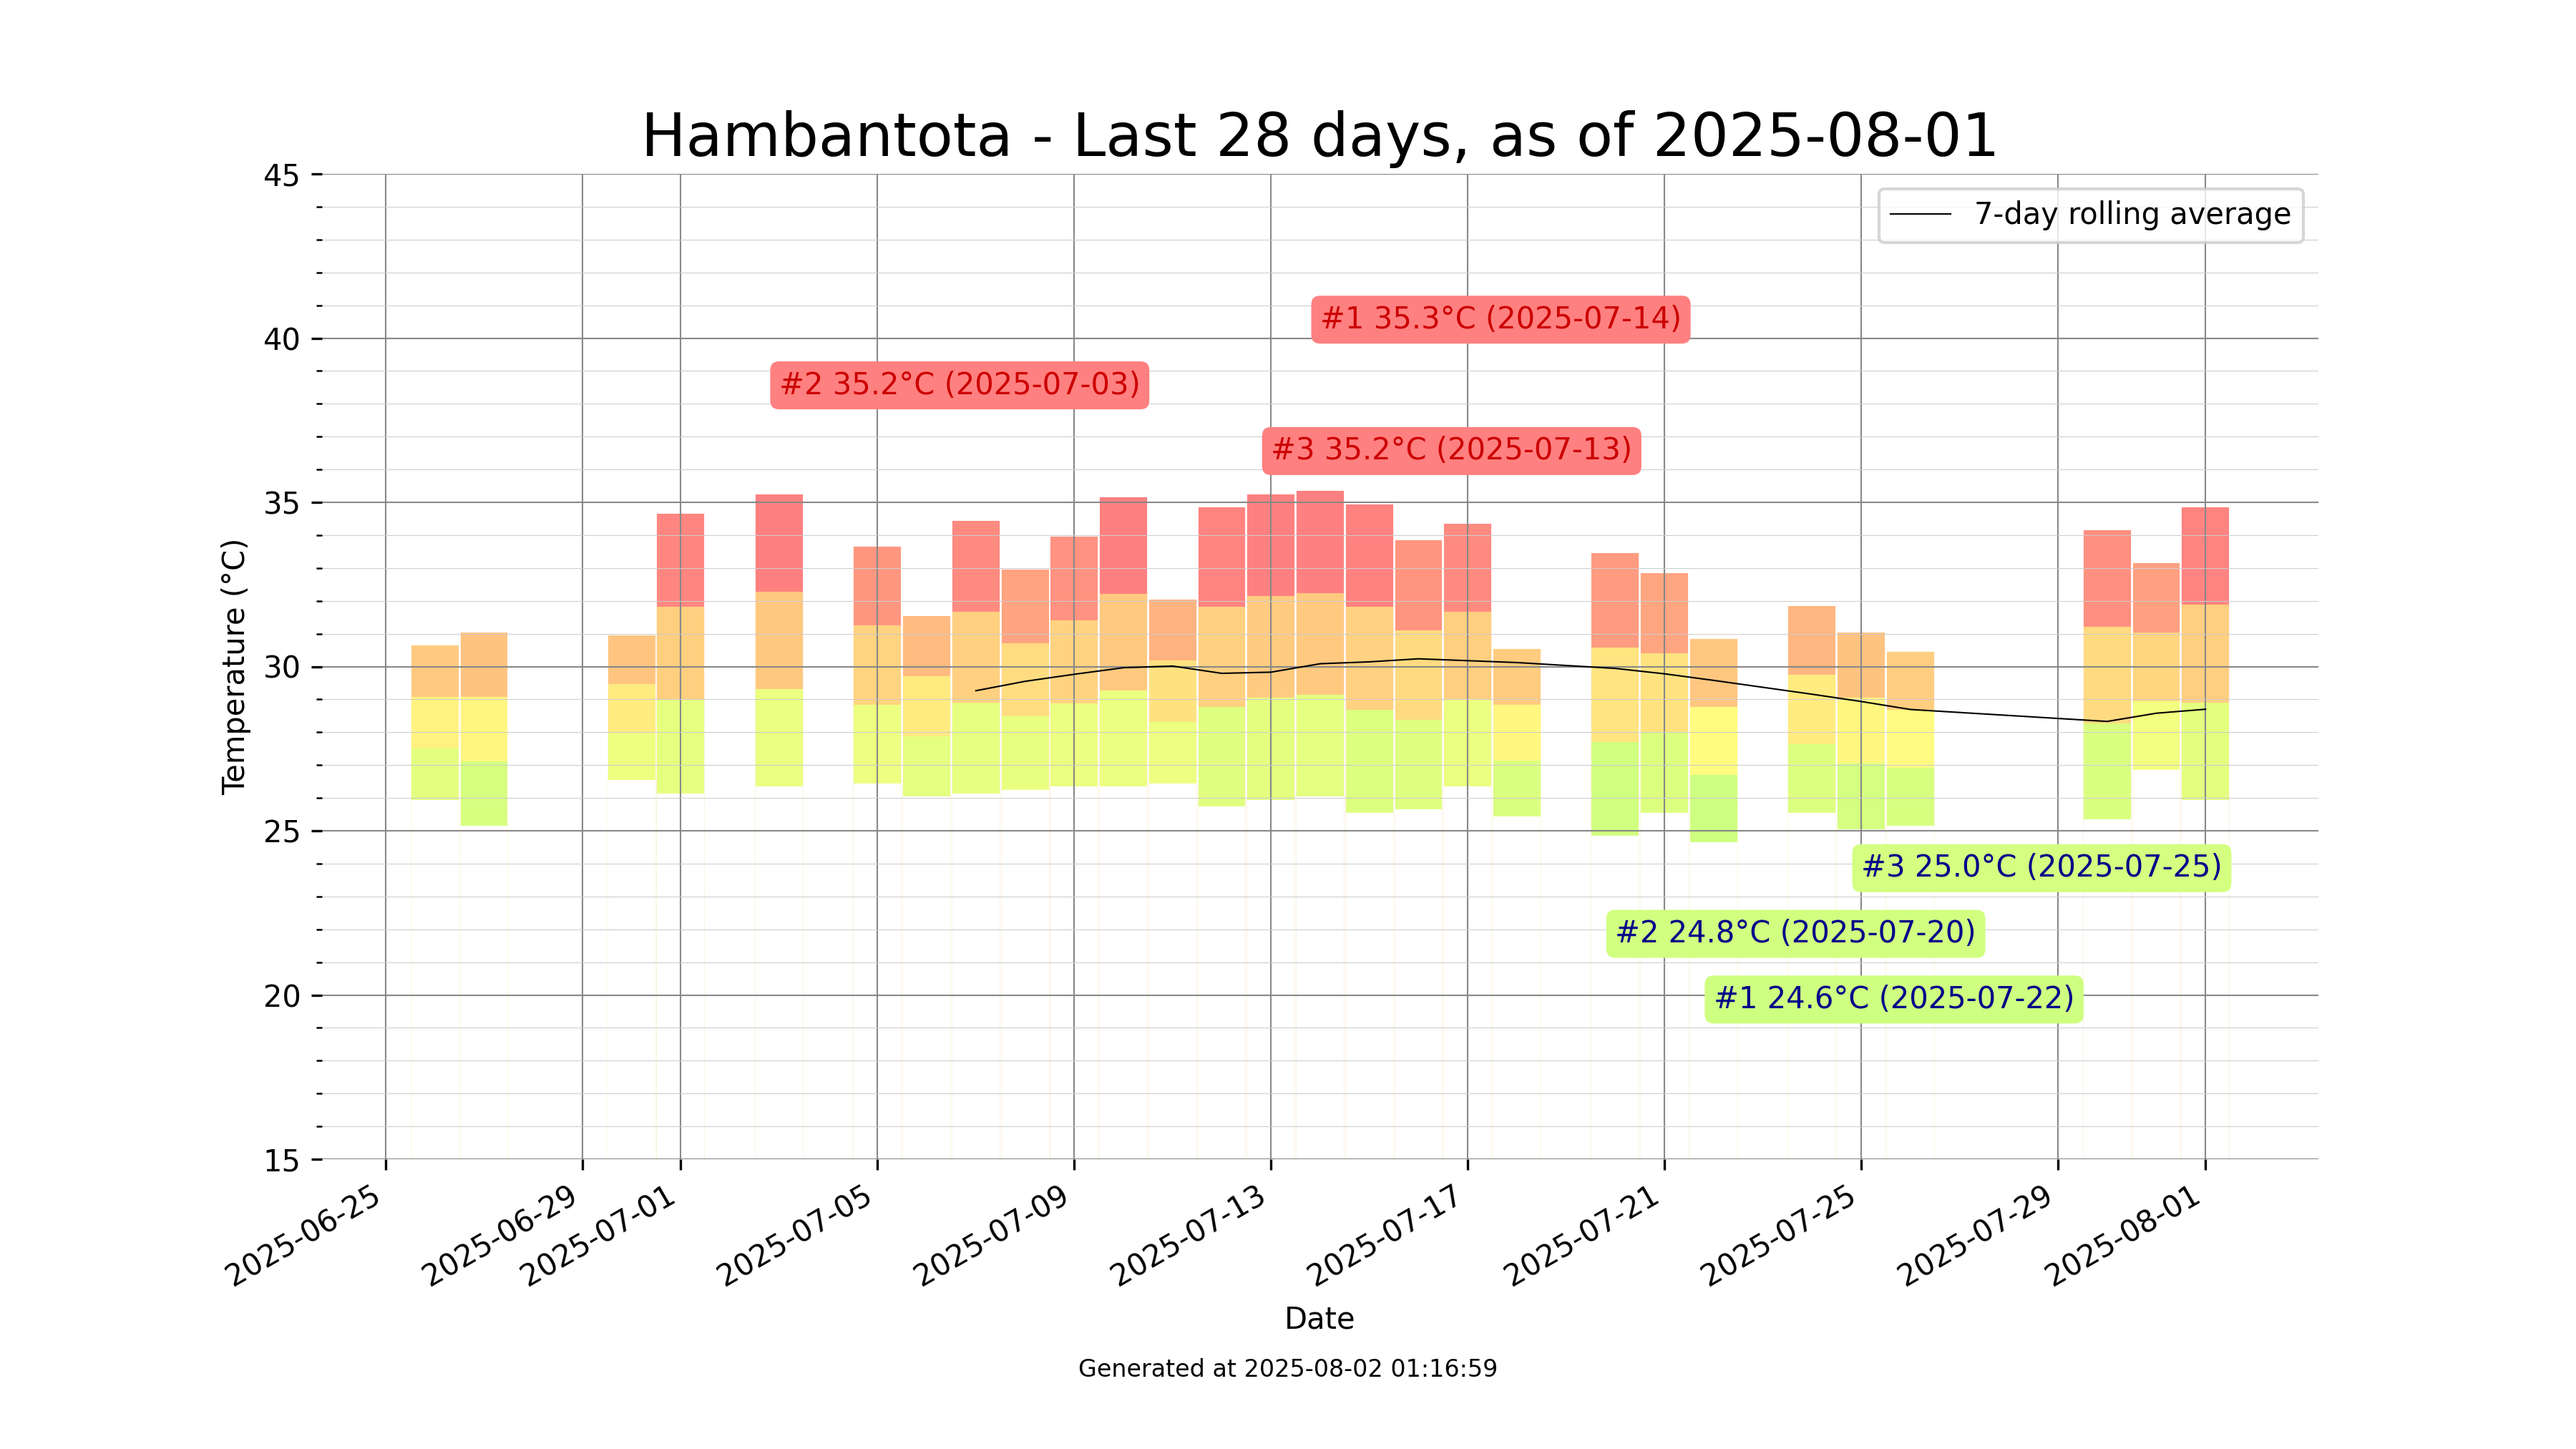 Hambantota - Last 28 days, as of 2025-08-01
45
7-day rolling average
#1 35.3°C (2025-07-14)
40
#2 35.2°C (2025-07-03)
#3 35.2°C (2025-07-13)
35
Temperature (°C)
30
25
#3 25.0°C (2025-07-25)
#2 24.8°C (2025-07-20)
20
#1 24.6°C (2025-07-22)
15
2025-06-25
2025-06-29
2025-07-01
2025-07-05
2025-07-09
2025-07-13
2025-07-17
2025-07-21
2025-07-25
2025-07-29
2025-08-01
Date
Generated at 2025-08-02 01:16:59